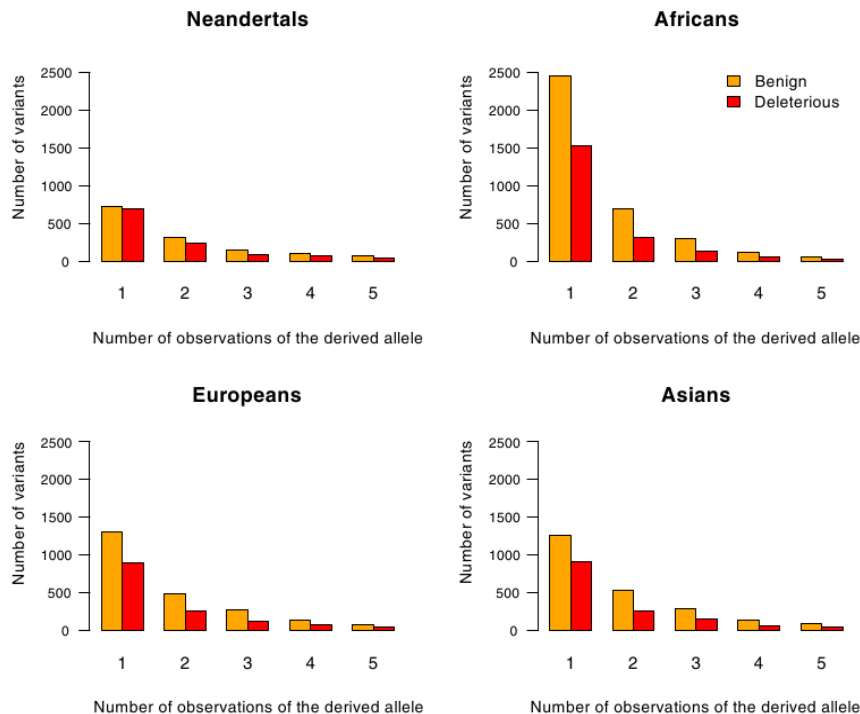 Neandertals
Number of variants
2500
2000
1500
1000
500
0
1 2 3 4 5
Number of observations of the derived allele
Africans
Number of variants
2500
2000
1500
1000
500
0
Benign
Deleterious
1 2 3 4 5
Number of observations of the derived allele
Europeans
Number of variants
2500
2000
1500
1000
500
0
1 2 3 4 5
Number of observations of the derived allele
Asians
Number of variants
2500
2000
1500
1000
500
0
1 2 3 4 5
Number of observations of the derived allele